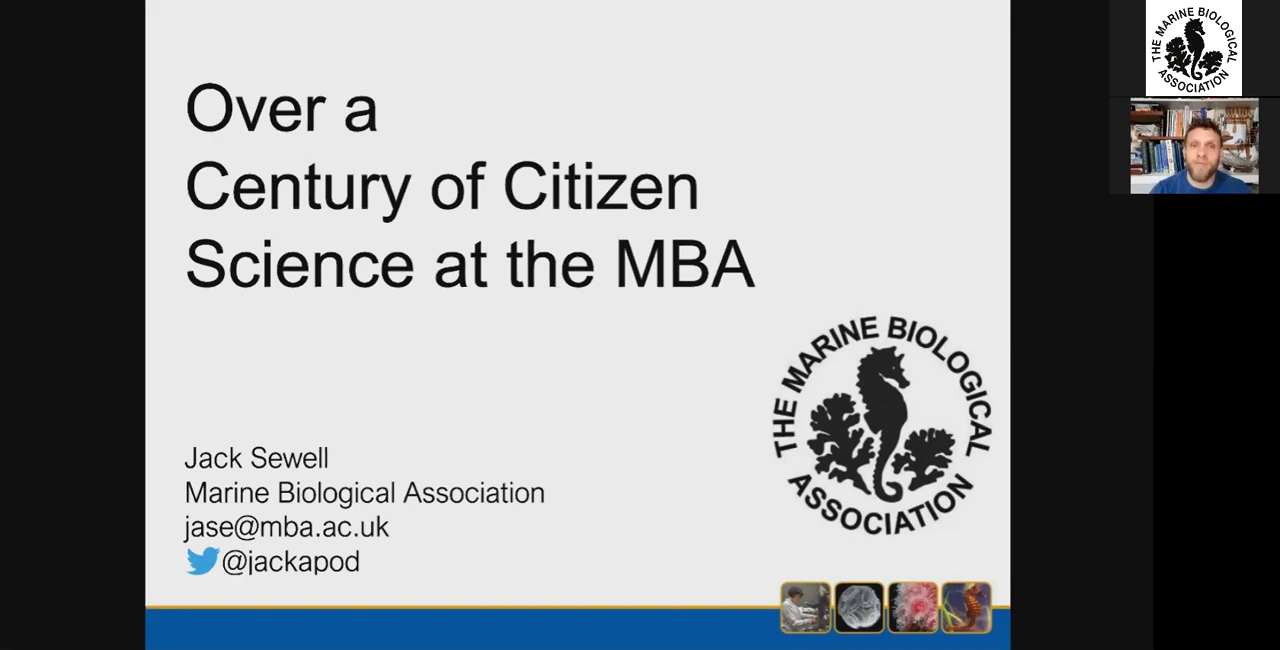 Over a
Century of Citizen
Science at the MBA
THE MARINE BIOLOGICAL
ASSOCIATION
Jack Sewell
Marine Biological Association
jase@mba.ac.uk
@jackapod
THE MARINE BIOLOGICAL
ASSOCIATION